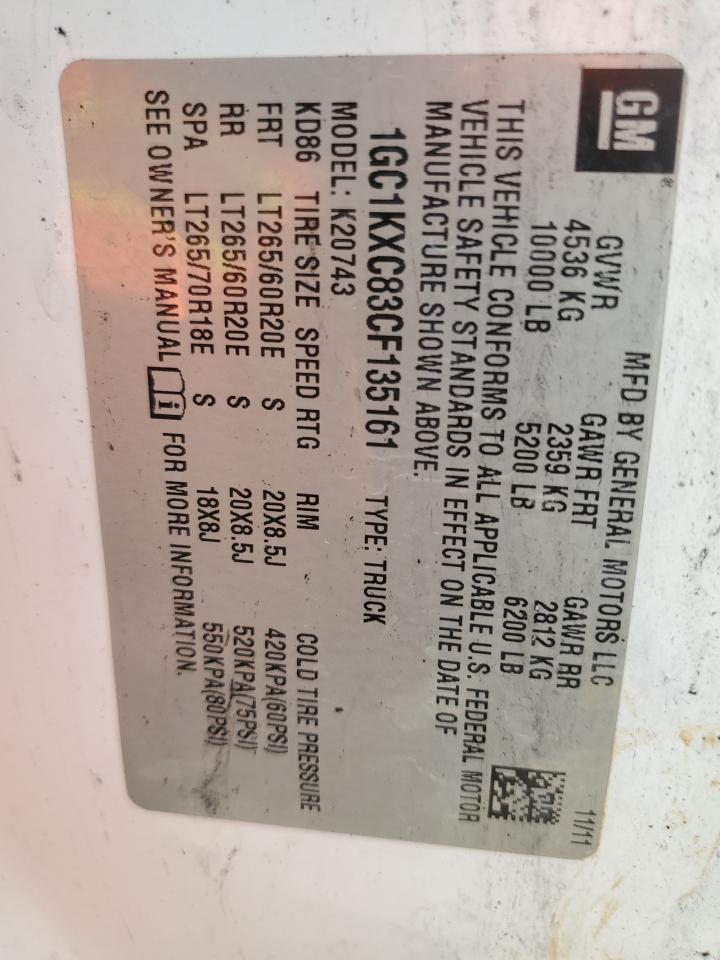 GM®
MFD BY GENERAL MOTORS LLC 11/11
GVWR GAWR FRT GAWR RR
4536 KG 2359 KG 2812 KG
10000 LB 5200 LB 6200 LB
THIS VEHICLE CONFORMS TO ALL APPLICABLE U.S. FEDERAL MOTOR
VEHICLE SAFETY STANDARDS IN EFFECT ON THE DATE OF
MANUFACTURE SHOWN ABOVE.
1GC1KXC83CF135161 TYPE: TRUCK
MODEL: K20743
KD86 TIRE SIZE SPEED RTG RIM COLD TIRE PRESSURE
FRT LT265/60R20E S 20X8.5J 420KPA(60PSI)
RR LT265/60R20E S 20X8.5J 520KPA(75PSI)
SPA LT265/70R18E S 18X8J 550KPA(80PSI)
SEE OWNER'S MANUAL i FOR MORE INFORMATION.